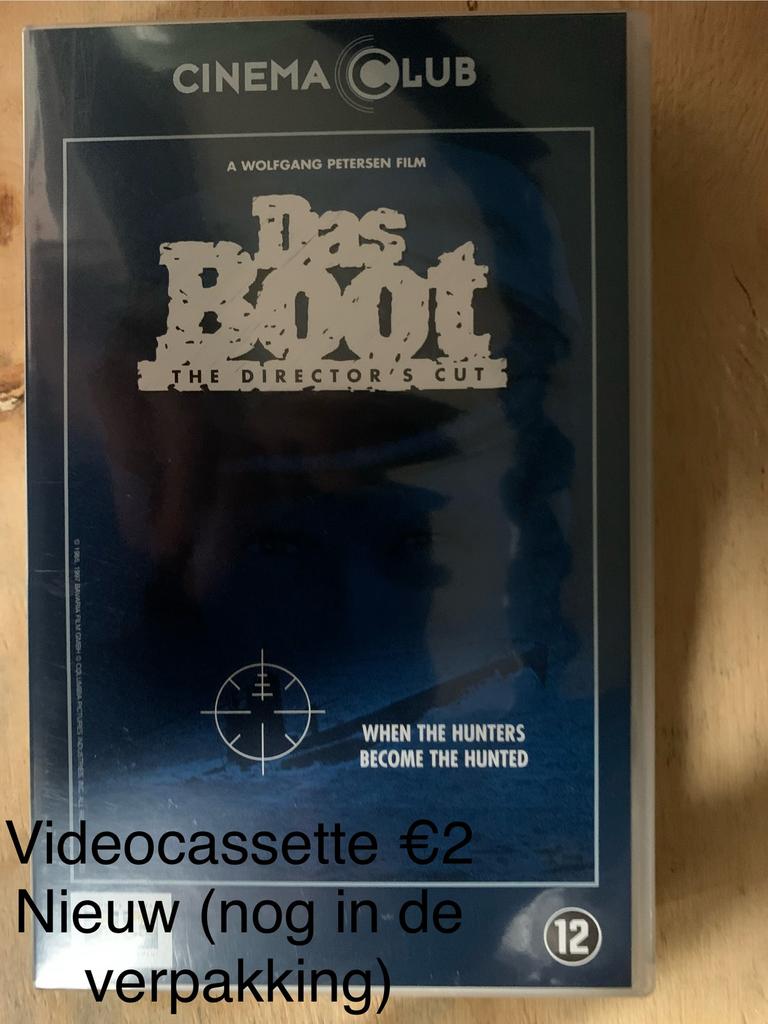 CINEMA CLUB
A WOLFGANG PETERSEN FILM
Das
Boot
THE DIRECTOR'S CUT
WHEN THE HUNTERS
BECOME THE HUNTED
Videocassette €2
Nieuw (nog in de
verpakking)
12